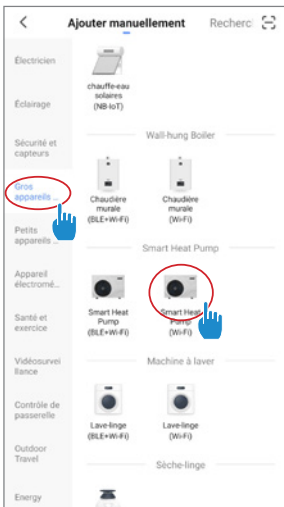 Ajouter manuellement
Recherc
Électricien
Éclairage
Sécurité et
capteurs
Gros
appareils ...
Petits
appareils ...
Appareil
électromé...
Santé et
exercice
Vidéosurvei
llance
Contrôle de
passerelle
Outdoor
Travel
Energy
chauffe-eau
solaires
(NB-IoT)
Wall-hung Boiler
Chaudière
murale
(BLE+Wi-Fi)
Chaudière
murale
(Wi-Fi)
Smart Heat Pump
Smart Heat
Pump
(BLE+Wi-Fi)
Smart Heat
Pump
(Wi-Fi)
Machine à laver
Lave-linge
(BLE+Wi-Fi)
Lave-linge
(Wi-Fi)
Sèche-linge